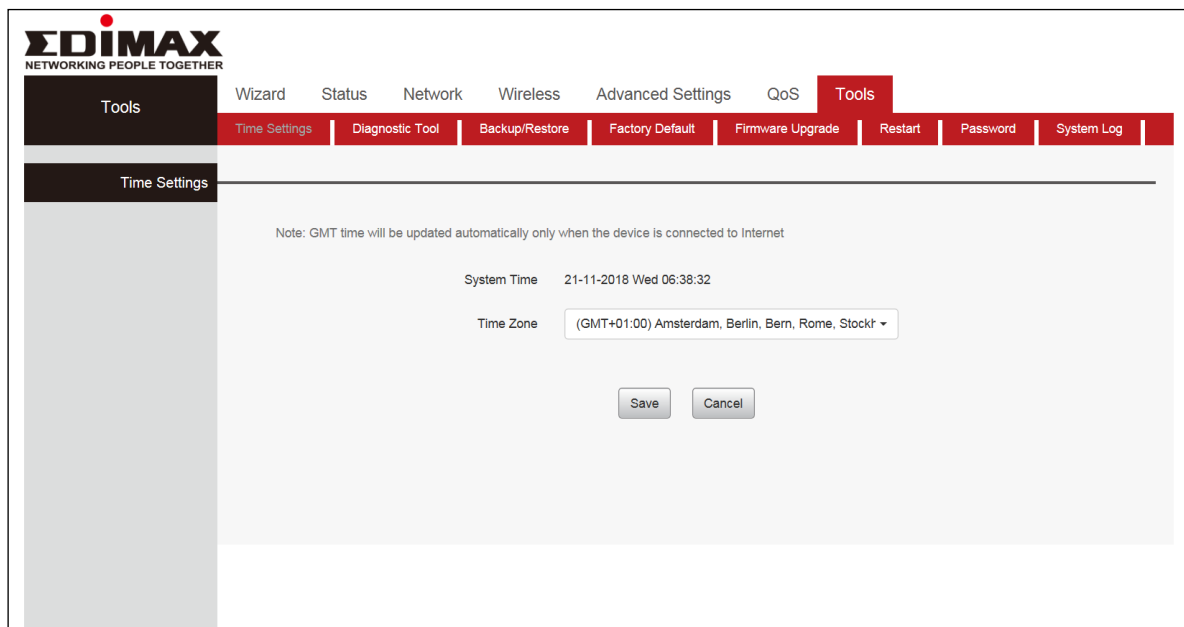 EDIMAX
NETWORKING PEOPLE TOGETHER
Tools
Wizard Status Network Wireless Advanced Settings QoS Tools
Time Settings Diagnostic Tool Backup/Restore Factory Default Firmware Upgrade Restart Password System Log
Time Settings
Note: GMT time will be updated automatically only when the device is connected to Internet
System Time 21-11-2018 Wed 06:38:32
Time Zone (GMT+01:00) Amsterdam, Berlin, Bern, Rome, Stockh
Save Cancel